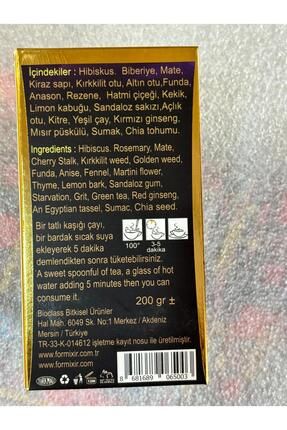 İçindekiler : Hibiskus. Biberiye, Mate,
Kiraz sapı, Kırkkilit otu, Altın otu,Funda,
Anason, Rezene, Hatmi çiçeği, Kekik,
Limon kabuğu, Sandaloz sakızı,Açlık
otu, Kitre, Yeşil çay, Kırmızı ginseng,
Mısır püskülü, Sumak, Chia tohumu.
Ingredients : Hibiscus, Rosemary, Mate,
Cherry Stalk, Kırkkilit weed, Golden weed,
Funda, Anise, Fennel, Martini flower,
Thyme, Lemon bark, Sandaloz gum,
Starvation, Grit, Green tea, Red ginseng,
An Egyptian tassel, Sumac, Chia seed.
Bir tatlı kaşığı çayı,
bir bardak sıcak suya
ekleyerek 5 dakika
demlendikten sonra tüketebilirsiniz.
100°
3-5
dakika
A sweet spoonful of tea, a glass of hot
water adding 5 minutes then you can
consume it.
200 gr ±
Bioglass Bitkisel Ürünler
Hal Mah. 6049 Sk. No:1 Merkez / Akdeniz
Mersin / Türkiye
TR-33-K-014612 işletme kayıt nosu ile üretilmiştir.
www.formixir.com.tr
www.formixir.com
8 681689 065003